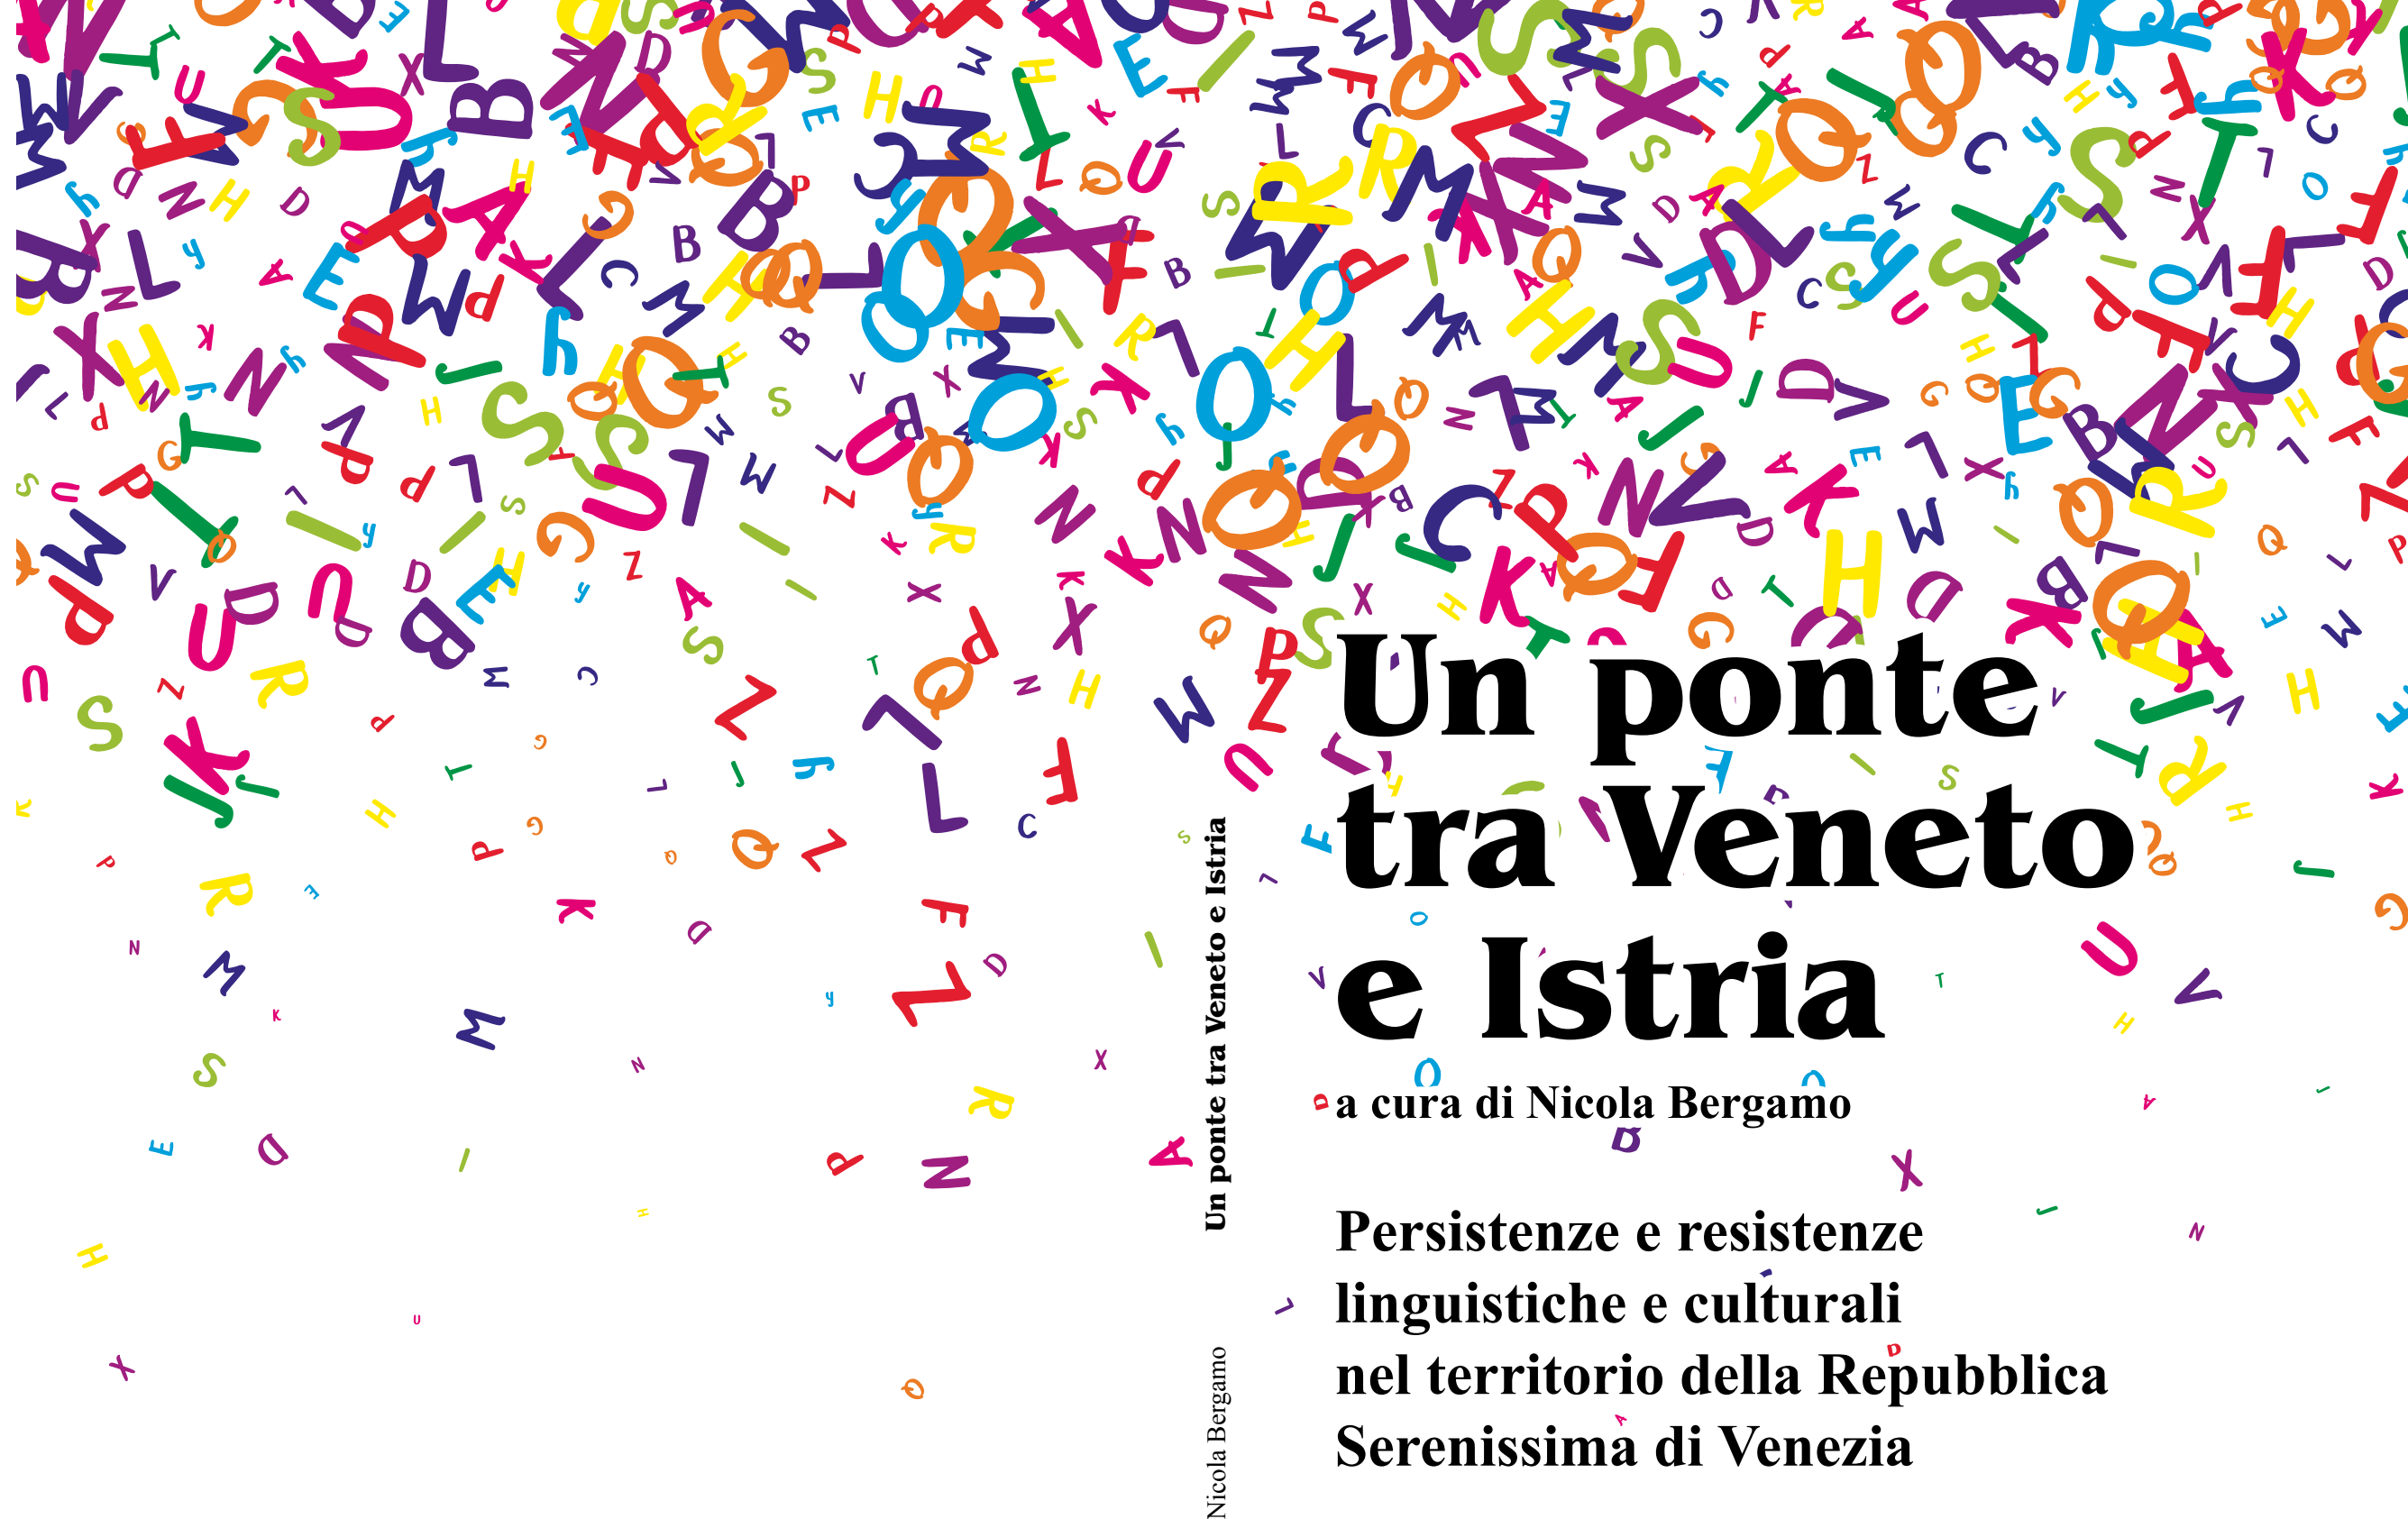 Un ponte
tra Veneto
e Istria
a cura di Nicola Bergamo
Persistenze e resistenze
linguistiche e culturali
nel territorio della Repubblica
Serenissima di Venezia
Un ponte tra Veneto e Istria
Nicola Bergamo